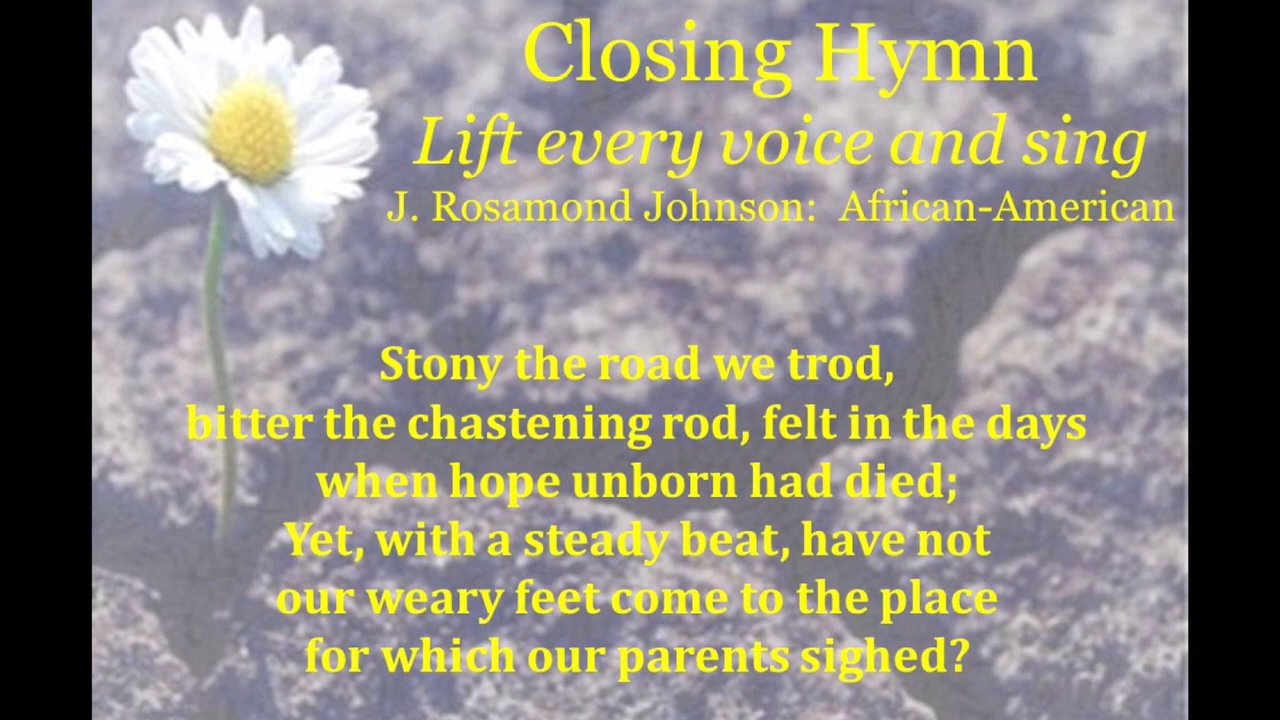 Closing Hymn
Lift every voice and sing
J. Rosamond Johnson:  African-American
Stony the road we trod,
bitter the chastening rod, felt in the days
when hope unborn had died;
Yet, with a steady beat, have not
our weary feet come to the place
for which our parents sighed?